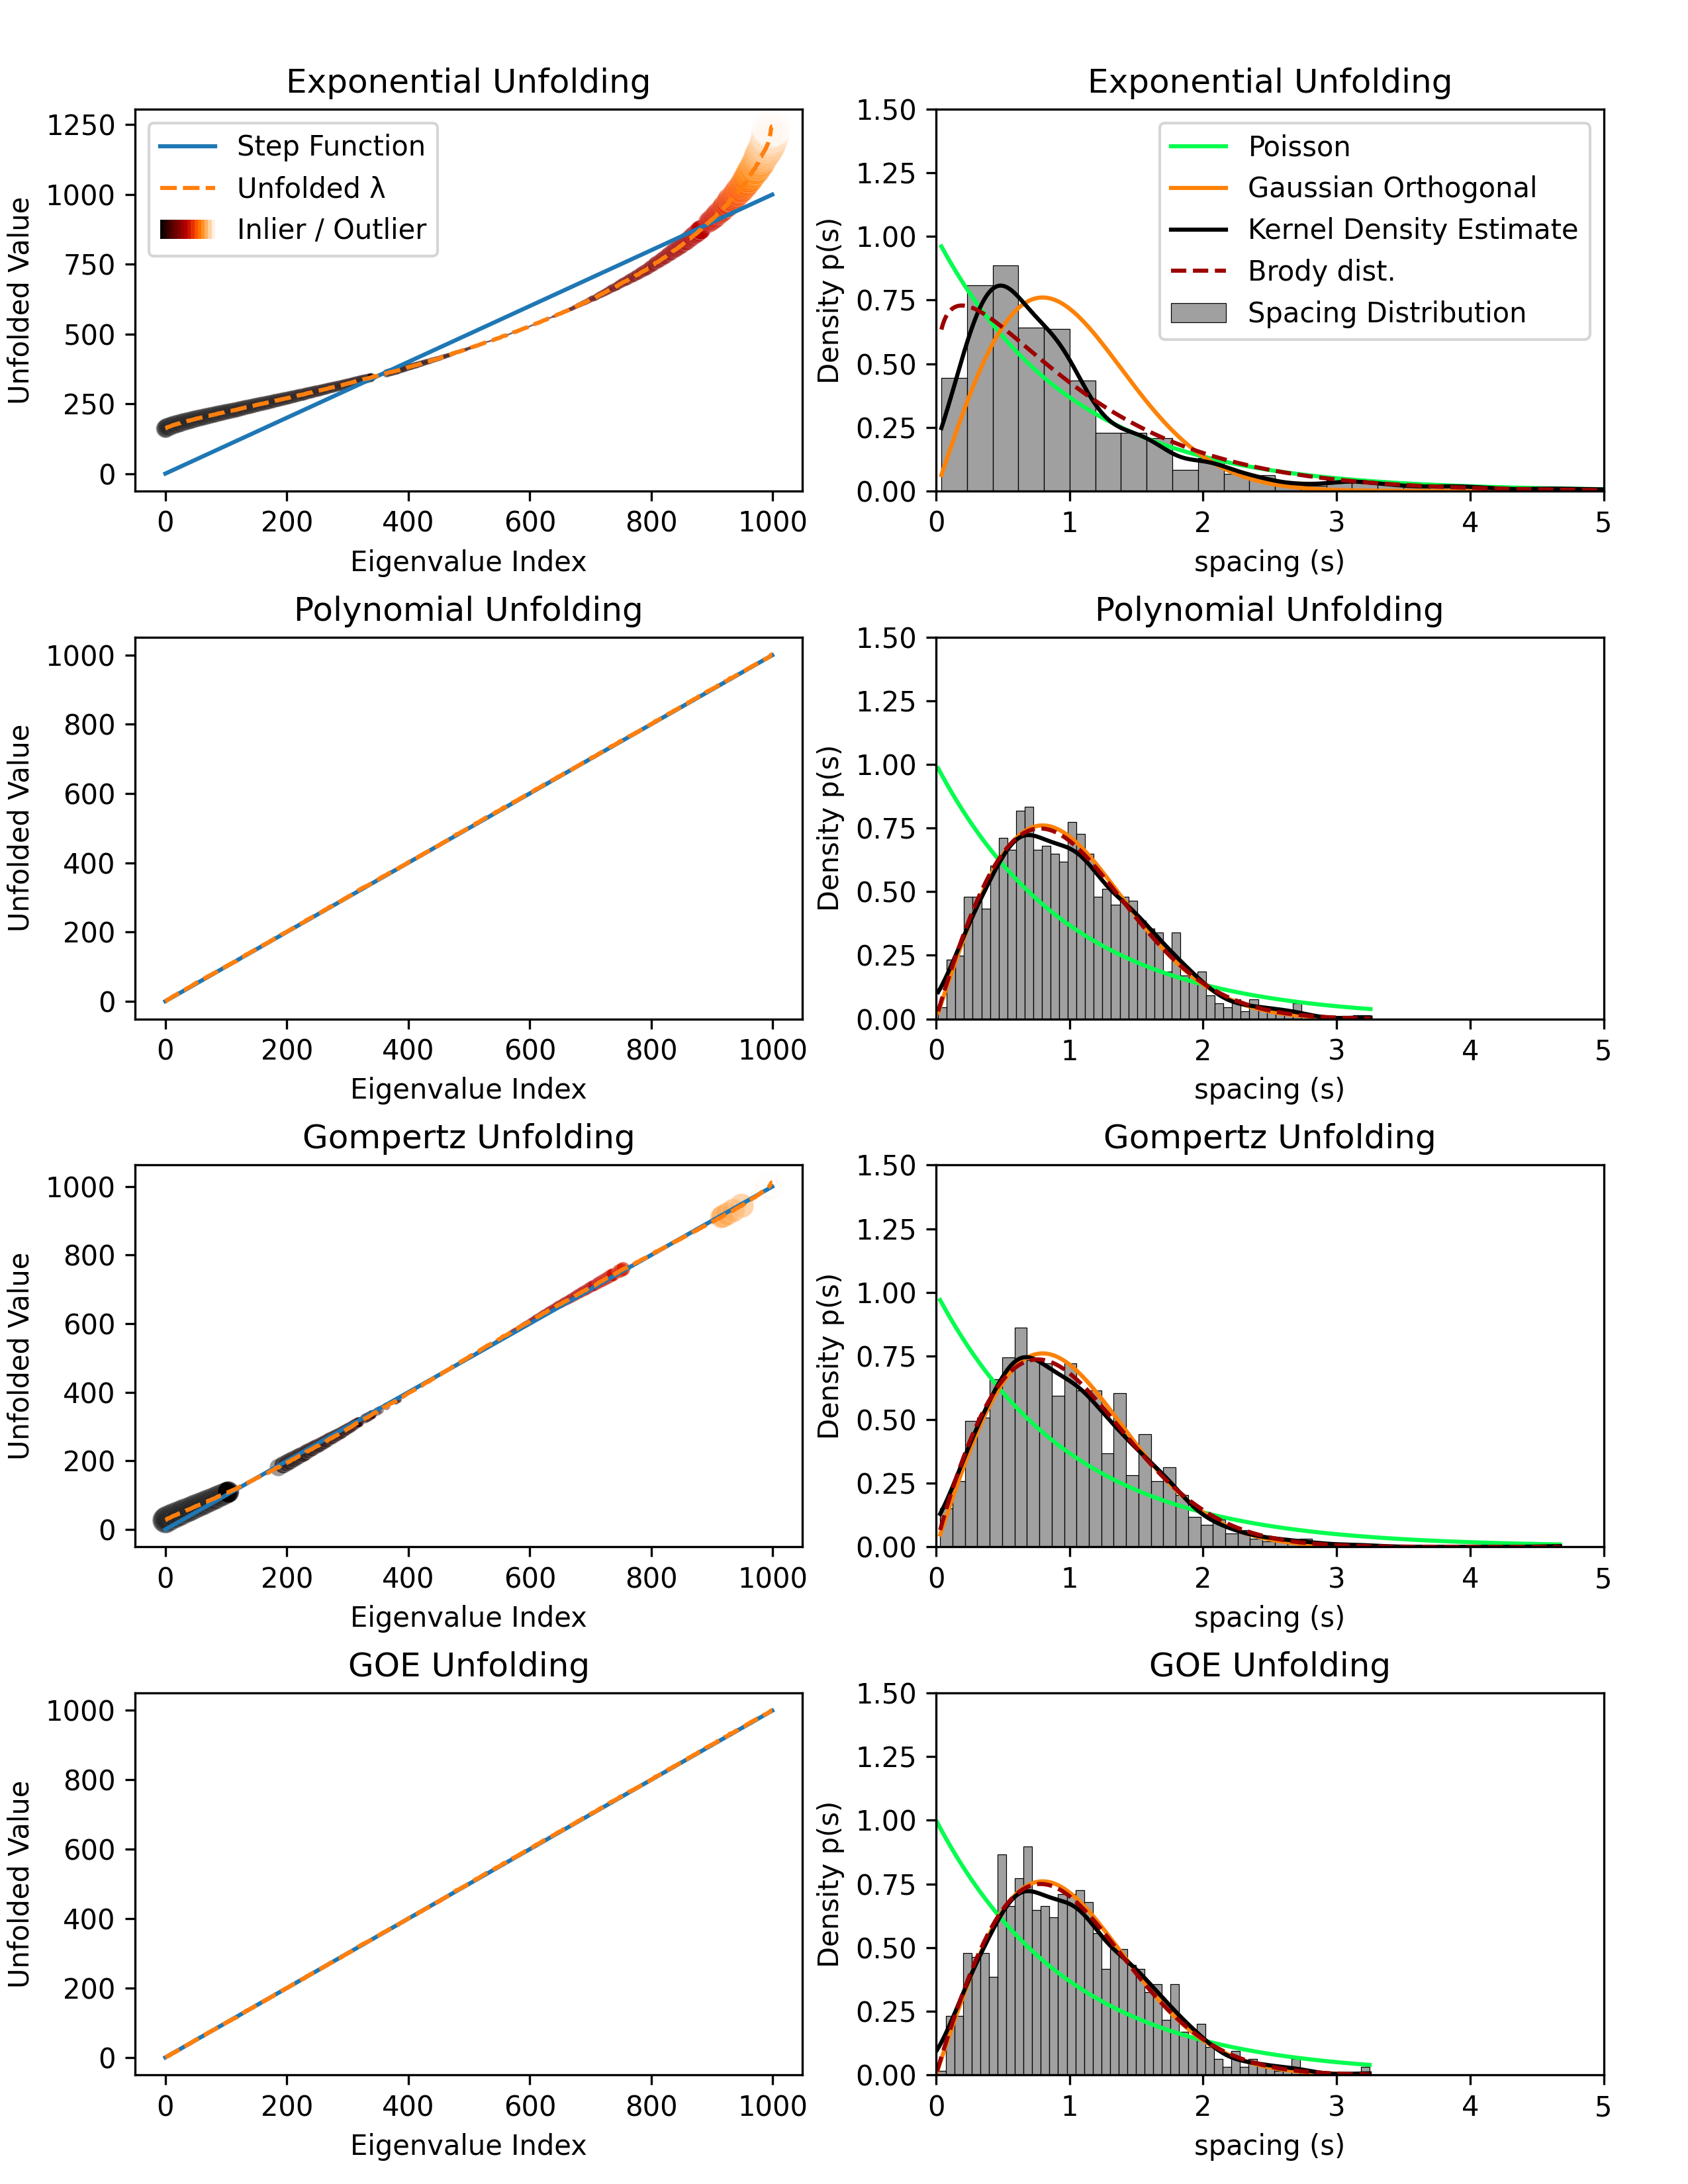 Exponential Unfolding
Unfolded Value
1250
1000
750
500
250
0
Step Function
Unfolded λ
Inlier / Outlier
0 200 400 600 800 1000
Eigenvalue Index
Exponential Unfolding
Density p(s)
1.50
1.25
1.00
0.75
0.50
0.25
0.00
Poisson
Gaussian Orthogonal
Kernel Density Estimate
Brody dist.
Spacing Distribution
0 1 2 3 4 5
spacing (s)
Polynomial Unfolding
Unfolded Value
1000
800
600
400
200
0
0 200 400 600 800 1000
Eigenvalue Index
Polynomial Unfolding
Density p(s)
1.50
1.25
1.00
0.75
0.50
0.25
0.00
0 1 2 3 4 5
spacing (s)
Gompertz Unfolding
Unfolded Value
1000
800
600
400
200
0
0 200 400 600 800 1000
Eigenvalue Index
Gompertz Unfolding
Density p(s)
1.50
1.25
1.00
0.75
0.50
0.25
0.00
0 1 2 3 4 5
spacing (s)
GOE Unfolding
Unfolded Value
1000
800
600
400
200
0
0 200 400 600 800 1000
Eigenvalue Index
GOE Unfolding
Density p(s)
1.50
1.25
1.00
0.75
0.50
0.25
0.00
0 1 2 3 4 5
spacing (s)